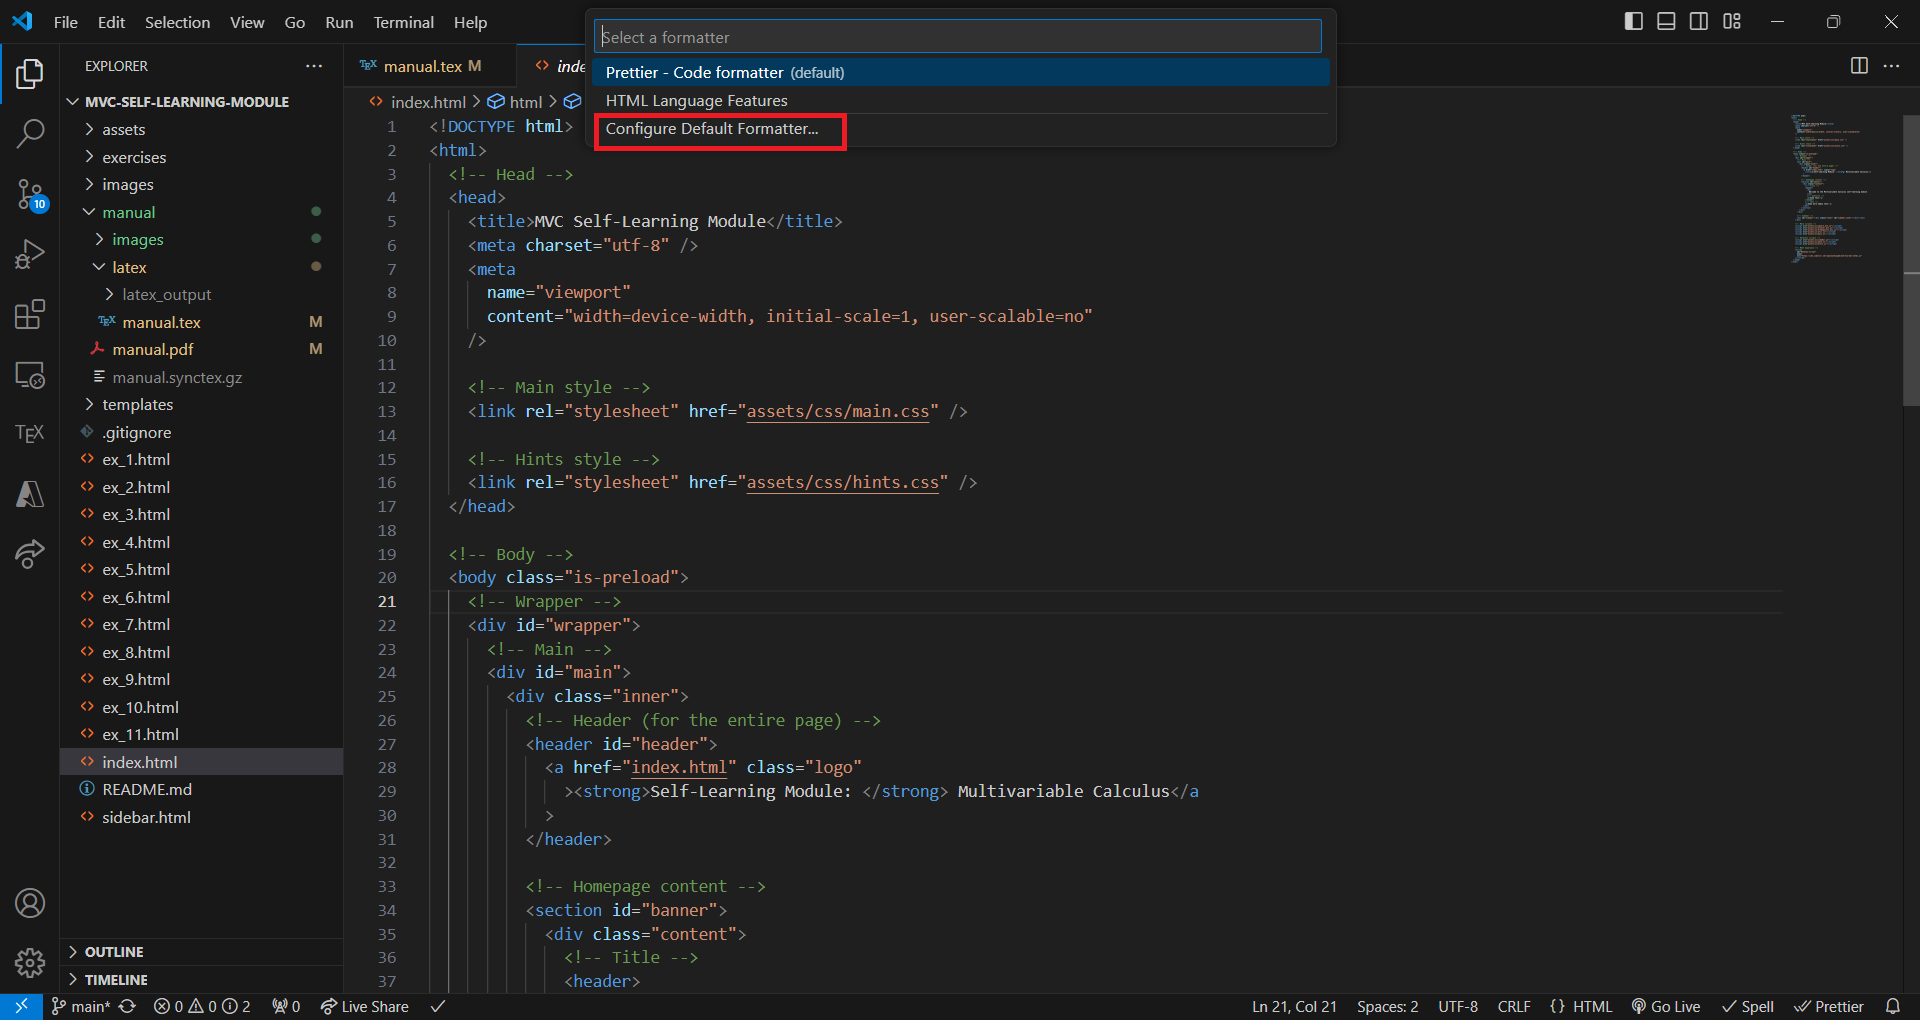 File Edit Selection View Go Run Terminal Help
Select a formatter
Prettier - Code formatter (default)
HTML Language Features
Configure Default Formatter...
EXPLORER
MVC-SELF-LEARNING-MODULE
assets
exercises
images
manual
images
latex
latex_output
TEX manual.tex M
manual.pdf M
manual.synctex.gz
templates
.gitignore
ex_1.html
ex_2.html
ex_3.html
ex_4.html
ex_5.html
ex_6.html
ex_7.html
ex_8.html
ex_9.html
ex_10.html
ex_11.html
index.html
README.md
sidebar.html
OUTLINE
TIMELINE
10
TEX
TEX manual.tex M
inde
index.html > html >
1 <!DOCTYPE html>
2 <html>
3 <!-- Head -->
4 <head>
5 <title>MVC Self-Learning Module</title>
6 <meta charset="utf-8" />
7 <meta
8 name="viewport"
9 content="width=device-width, initial-scale=1, user-scalable=no"
10 />
11
12 <!-- Main style -->
13 <link rel="stylesheet" href="assets/css/main.css" />
14
15 <!-- Hints style -->
16 <link rel="stylesheet" href="assets/css/hints.css" />
17 </head>
18
19 <!-- Body -->
20 <body class="is-preload">
21 <!-- Wrapper -->
22 <div id="wrapper">
23 <!-- Main -->
24 <div id="main">
25 <div class="inner">
26 <!-- Header (for the entire page) -->
27 <header id="header">
28 <a href="index.html" class="logo"
29 ><strong>Self-Learning Module: </strong> Multivariable Calculus</a
30 >
31 </header>
32
33 <!-- Homepage content -->
34 <section id="banner">
35 <div class="content">
36 <!-- Title -->
37 <header>
main* 0 0 2 0 Live Share
Ln 21, Col 21 Spaces: 2 UTF-8 CRLF {} HTML Go Live Spell Prettier